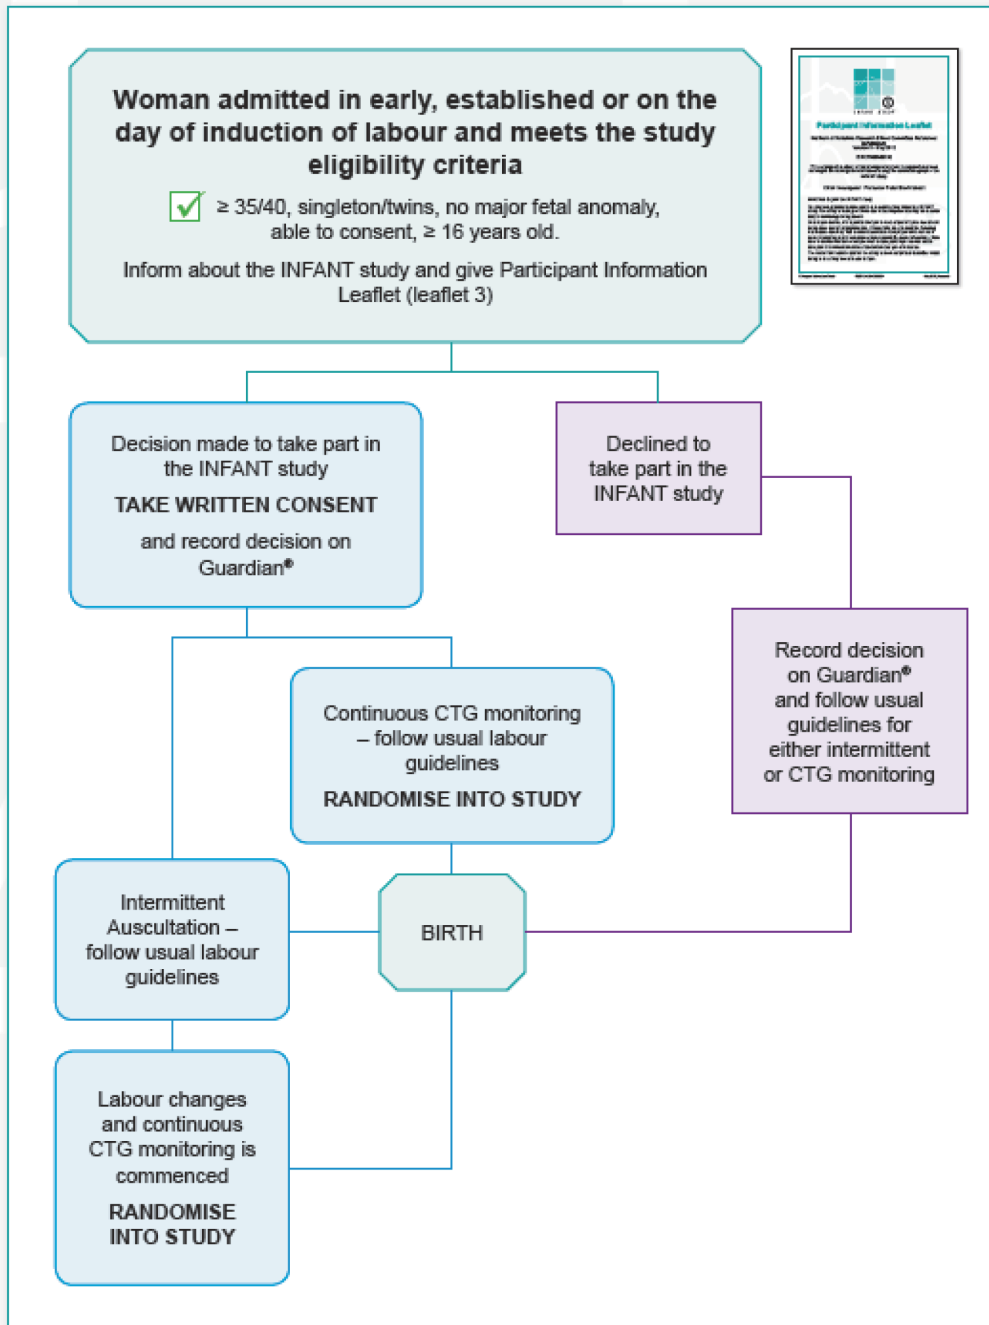 Woman admitted in early, established or on the
day of induction of labour and meets the study
eligibility criteria
≥ 35/40, singleton/twins, no major fetal anomaly,
able to consent, ≥ 16 years old.
Inform about the INFANT study and give Participant Information
Leaflet (leaflet 3)
Participant Information Leaflet
Decision made to take part in
the INFANT study
TAKE WRITTEN CONSENT
and record decision on
Guardian®
Declined to
take part in the
INFANT study
Record decision
on Guardian®
and follow usual
guidelines for
either intermittent
or CTG monitoring
Continuous CTG monitoring
– follow usual labour
guidelines
RANDOMISE INTO STUDY
Intermittent
Auscultation –
follow usual labour
guidelines
BIRTH
Labour changes
and continuous
CTG monitoring is
commenced
RANDOMISE
INTO STUDY